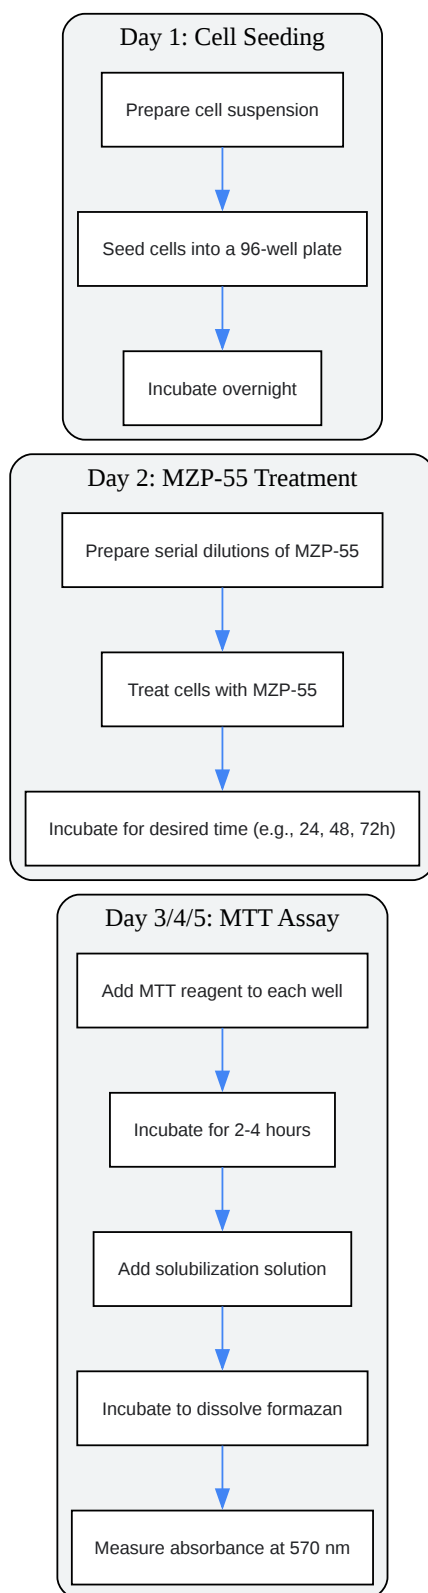 Day 1: Cell Seeding
Prepare cell suspension
Seed cells into a 96-well plate
Incubate overnight
Day 2: MZP-55 Treatment
Prepare serial dilutions of MZP-55
Treat cells with MZP-55
Incubate for desired time (e.g., 24, 48, 72h)
Day 3/4/5: MTT Assay
Add MTT reagent to each well
Incubate for 2-4 hours
Add solubilization solution
Incubate to dissolve formazan
Measure absorbance at 570 nm